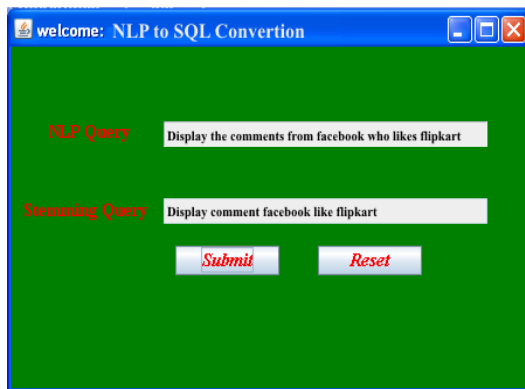 welcome: NLP to SQL Convertion
NLP Query Display the comments from facebook who likes flipkart
Stemming Query Display comment facebook like flipkart
Submit Reset